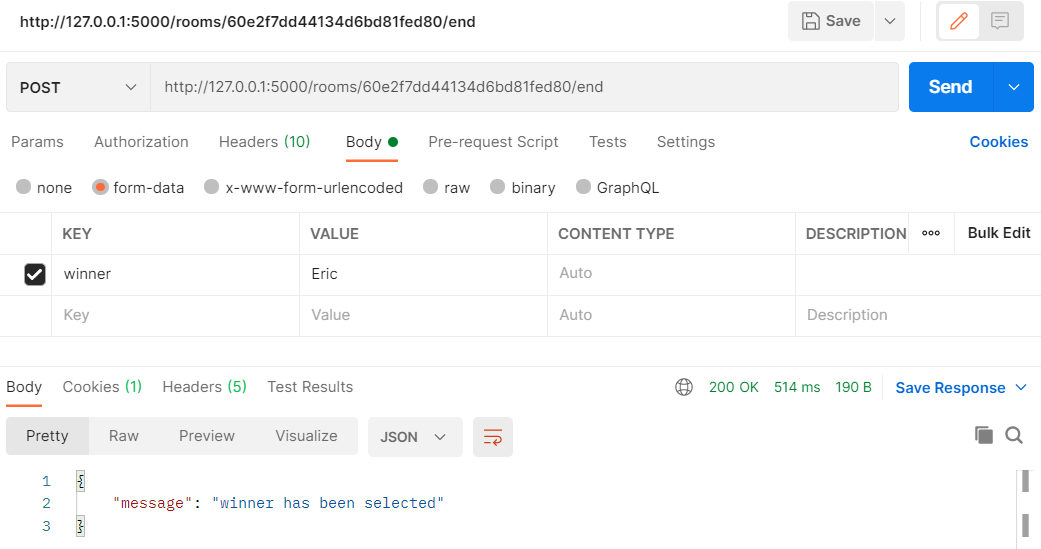 http://127.0.0.1:5000/rooms/60e2f7dd44134d6bd81fed80/end Save
POST http://127.0.0.1:5000/rooms/60e2f7dd44134d6bd81fed80/end Send
Params Authorization Headers (10) Body Pre-request Script Tests Settings Cookies
none form-data x-www-form-urlencoded raw binary GraphQL
KEY VALUE CONTENT TYPE DESCRIPTION ooo Bulk Edit
winner Eric Auto
Key Value Auto Description
Body Cookies (1) Headers (5) Test Results 200 OK 514 ms 190 B Save Response
Pretty Raw Preview Visualize JSON
1 {
2 "message": "winner has been selected"
3 }